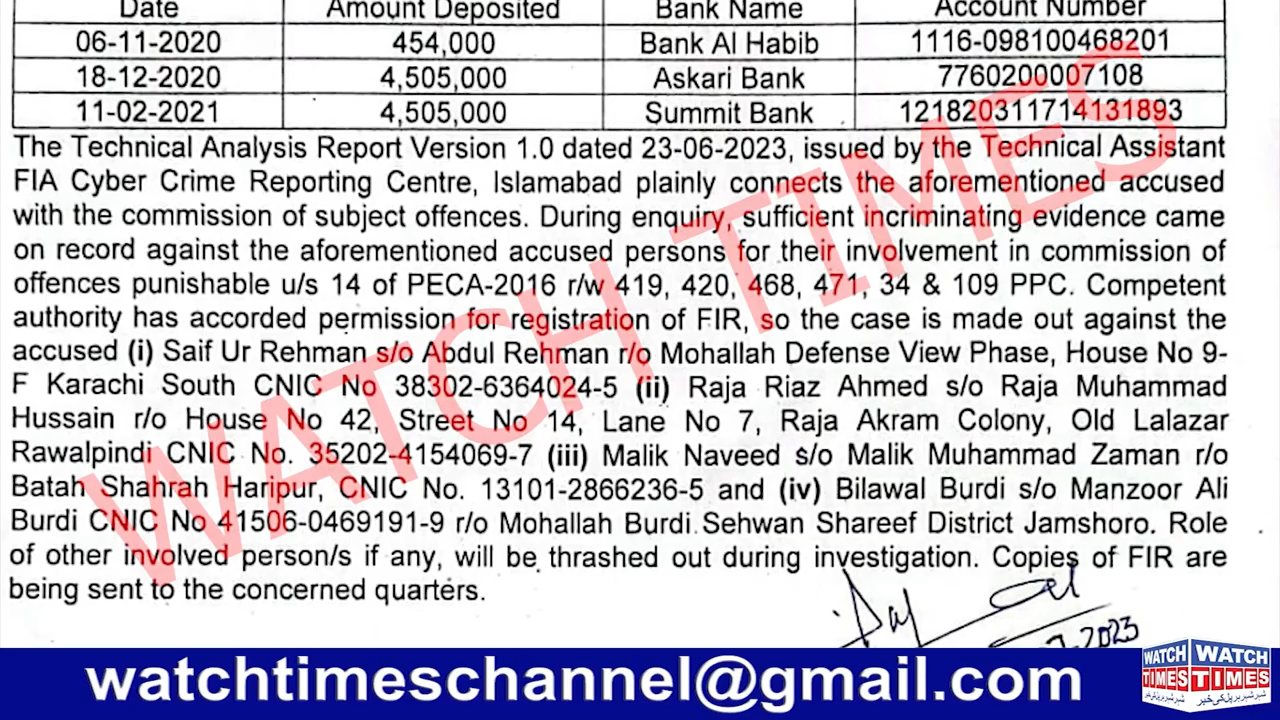 Date Amount Deposited Bank Name Account Number
06-11-2020 454,000 Bank Al Habib 1116-098100468201
18-12-2020 4,505,000 Askari Bank 7760200007108
11-02-2021 4,505,000 Summit Bank 121820311714131893
The Technical Analysis Report Version 1.0 dated 23-06-2023, issued by the Technical Assistant
FIA Cyber Crime Reporting Centre, Islamabad plainly connects the aforementioned accused
with the commission of subject offences. During enquiry, sufficient incriminating evidence came
on record against the aforementioned accused persons for their involvement in commission of
offences punishable u/s 14 of PECA-2016 r/w 419, 420, 468, 471, 34 & 109 PPC. Competent
authority has accorded permission for registration of FIR, so the case is made out against the
accused (i) Saif Ur Rehman s/o Abdul Rehman r/o Mohallah Defense View Phase, House No 9-
F Karachi South CNIC No 38302-6364024-5 (ii) Raja Riaz Ahmed s/o Raja Muhammad
Hussain r/o House No 42, Street No 14, Lane No 7, Raja Akram Colony, Old Lalazar
Rawalpindi CNIC No. 35202-4154069-7 (iii) Malik Naveed s/o Malik Muhammad Zaman r/o
Batah Shahrah Haripur, CNIC No. 13101-2866236-5 and (iv) Bilawal Burdi s/o Manzoor Ali
Burdi CNIC No 41506-0469191-9 r/o Mohallah Burdi Sehwan Shareef District Jamshoro. Role
of other involved person/s if any, will be thrashed out during investigation. Copies of FIR are
being sent to the concerned quarters.
2023
WATCH TIMES
watchtimeschannel@gmail.com
WATCH WATCH
TIMES TIMES